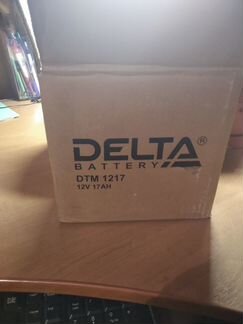 DELTA®
BATTERY
DTM 1217
12V 17AH